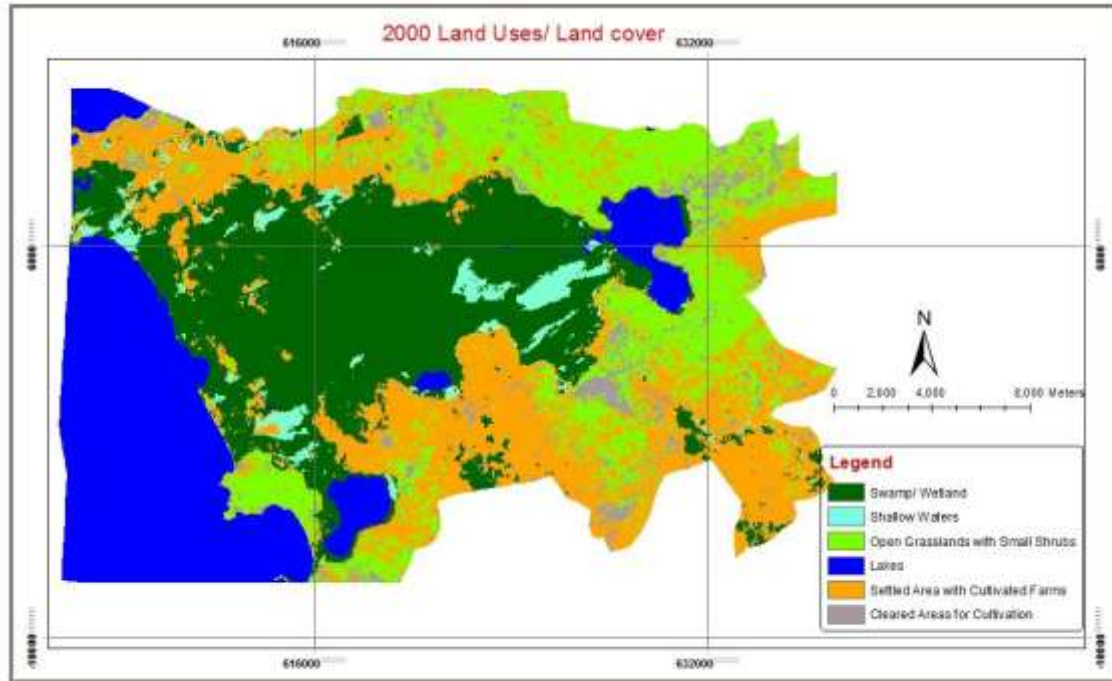 2000 Land Uses/ Land cover
616000
632000
N
0 2,000 4,000 8,000 Meters
Legend
Swamp/ Wetland
Shallow Waters
Open Grasslands with Small Shrubs
Lakes
Settled Area with Cultivated Farms
Cleared Areas for Cultivation
616000
632000